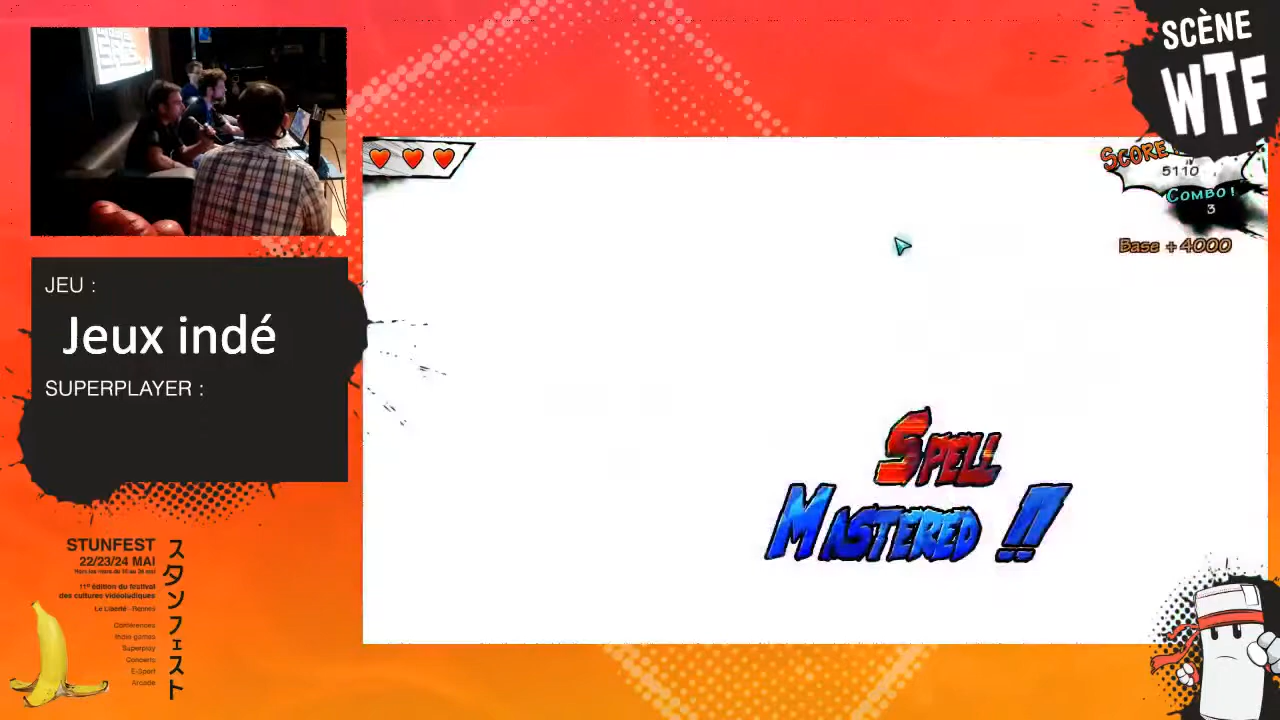 SCÈNE
WTF
SCORE
5110
COMBO !
3
Base +4000
JEU :
Jeux indé
SUPERPLAYER :
SPELL
MASTERED !!
STUNFEST
22/23/24 MAI
11e édition du festival
des cultures vidéoludiques
Le Liberté - Rennes
Conférences
Indie games
Superplay
Concerts
E-Sport
Arcade
スタンフェスト